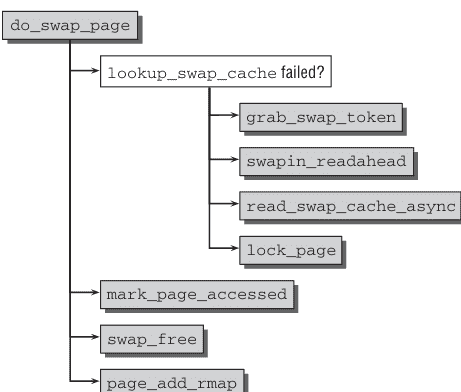 do_swap_page
lookup_swap_cache failed?
grab_swap_token
swapin_readahead
read_swap_cache_async
lock_page
mark_page_accessed
swap_free
page_add_rmap